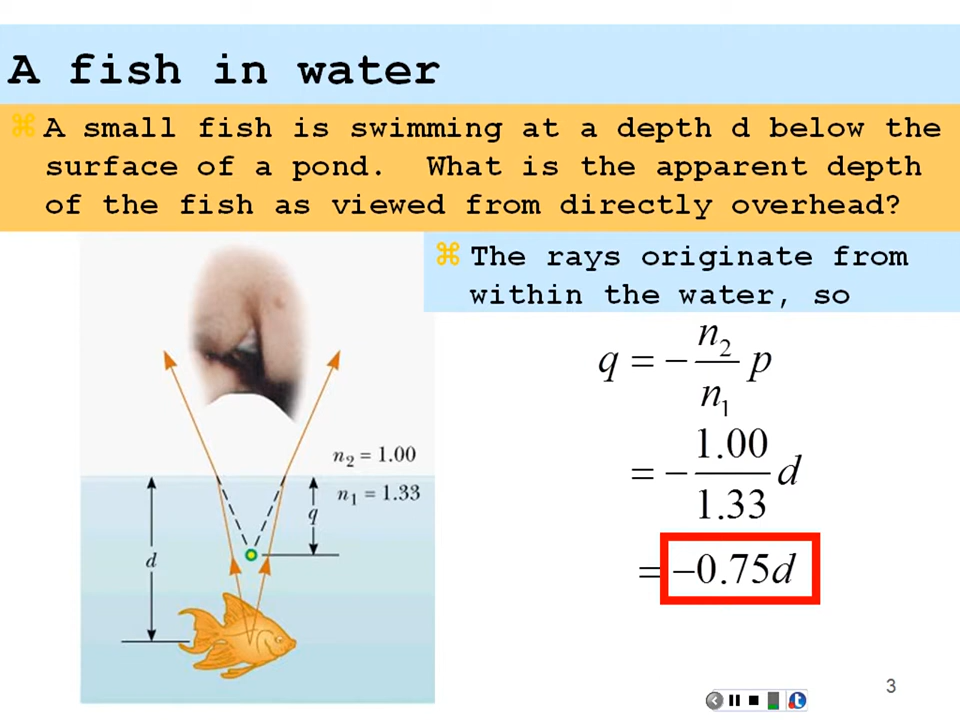 A fish in water
⌘ A small fish is swimming at a depth d below the
surface of a pond. What is the apparent depth
of the fish as viewed from directly overhead?
⌘ The rays originate from
within the water, so
q = − n₂/n₁ p
= − 1.00/1.33 d
= −0.75d
n₂ = 1.00
n₁ = 1.33
q
d
3